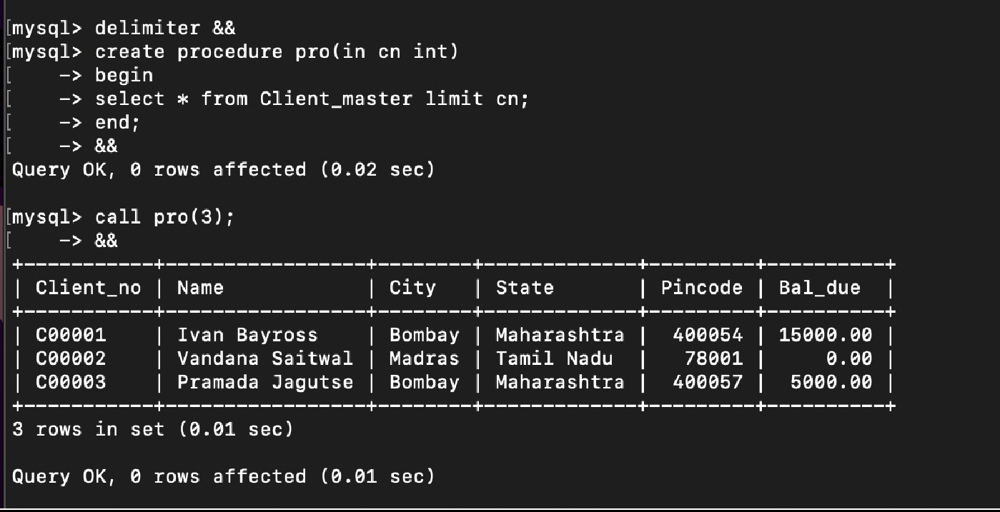 [mysql> delimiter &&
[mysql> create procedure pro(in cn int)
[    -> begin
[    -> select * from Client_master limit cn;
[    -> end;
[    -> &&
Query OK, 0 rows affected (0.02 sec)

[mysql> call pro(3);
[    -> &&
+-----------+-----------------+--------+-------------+---------+----------+
| Client_no | Name            | City   | State       | Pincode | Bal_due  |
+-----------+-----------------+--------+-------------+---------+----------+
| C00001    | Ivan Bayross    | Bombay | Maharashtra |  400054 | 15000.00 |
| C00002    | Vandana Saitwal | Madras | Tamil Nadu  |   78001 |     0.00 |
| C00003    | Pramada Jagutse | Bombay | Maharashtra |  400057 |  5000.00 |
+-----------+-----------------+--------+-------------+---------+----------+
3 rows in set (0.01 sec)

Query OK, 0 rows affected (0.01 sec)